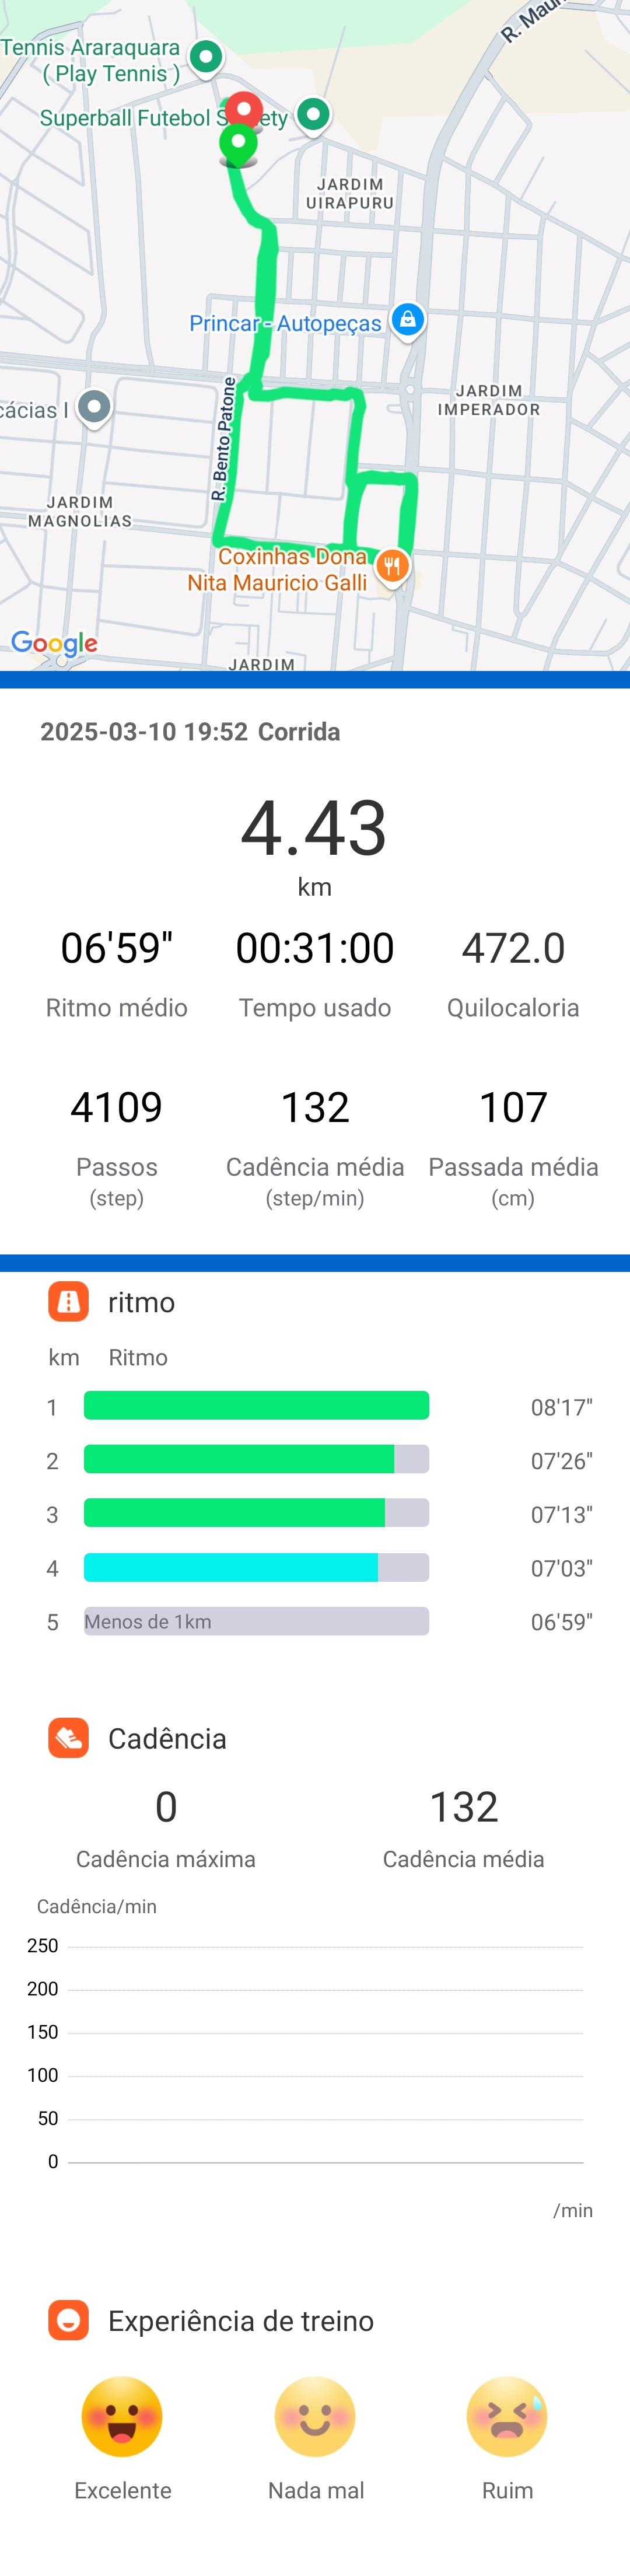 R. Mauri
Tennis Araraquara
( Play Tennis )
Superball Futebol S ety
JARDIM
UIRAPURU
Princar - Autopeças
JARDIM
IMPERADOR
cácias I
R. Bento Patone
JARDIM
MAGNOLIAS
Coxinhas Dona
Nita Mauricio Galli
Google
JARDIM
2025-03-10 19:52 Corrida
4.43
km
06'59" 00:31:00 472.0
Ritmo médio Tempo usado Quilocaloria
4109 132 107
Passos Cadência média Passada média
(step) (step/min) (cm)
ritmo
km Ritmo
1 08'17"
2 07'26"
3 07'13"
4 07'03"
5 Menos de 1km 06'59"
Cadência
0 132
Cadência máxima Cadência média
Cadência/min
250
200
150
100
50
0
/min
Experiência de treino
Excelente Nada mal Ruim